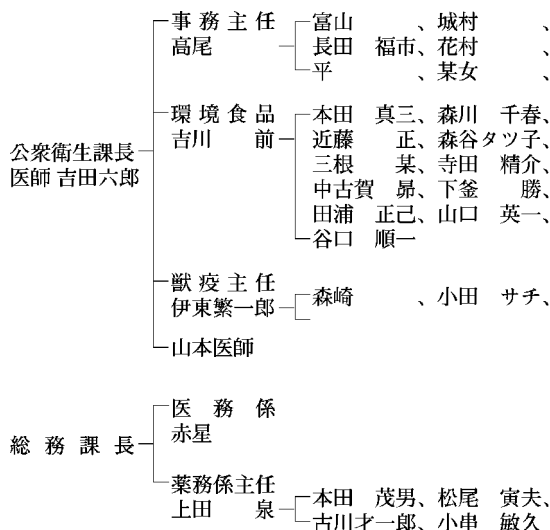 事務主任
高尾
富山　　、城村　　、
長田　福市、花村　　、
平　　、某女　　、
公衆衛生課長
医師 吉田六郎
環境食品
吉川　前
本田　真三、森川　千春、
近藤　　正、森谷タツ子、
三根　　某、寺田　精介、
中古賀　昴、下釜　　勝、
田浦　正己、山口　英一、
谷口　順一
獣疫主任
伊東繁一郎
森崎　　、小田　サチ、
山本医師
総務課長
医務係
赤星
薬務係主任
上田　泉
本田　茂男、松尾　寅夫、
古川才一郎、小串　敏久、